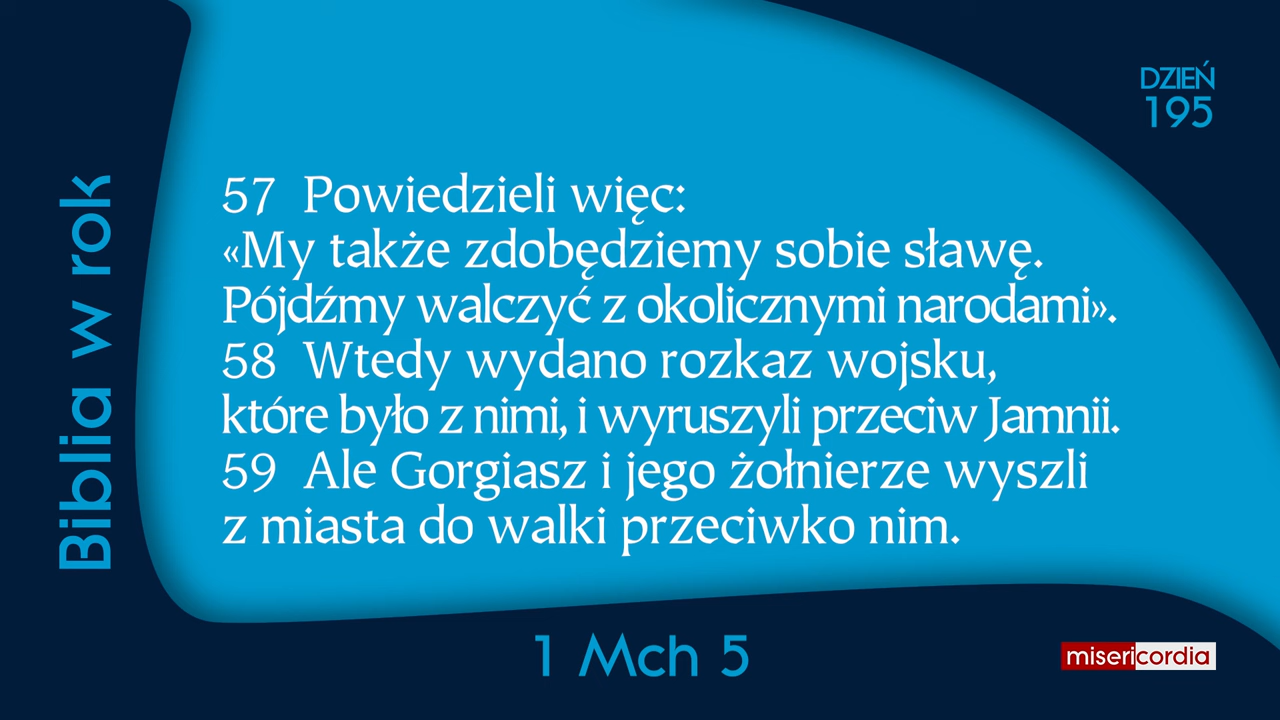 DZIEŃ
195
57 Powiedzieli więc:
«My także zdobędziemy sobie sławę.
Pójdźmy walczyć z okolicznymi narodami».
58 Wtedy wydano rozkaz wojsku,
które było z nimi, i wyruszyli przeciw Jamnii.
59 Ale Gorgiasz i jego żołnierze wyszli
z miasta do walki przeciwko nim.
Biblia w rok
1 Mch 5
misericordia